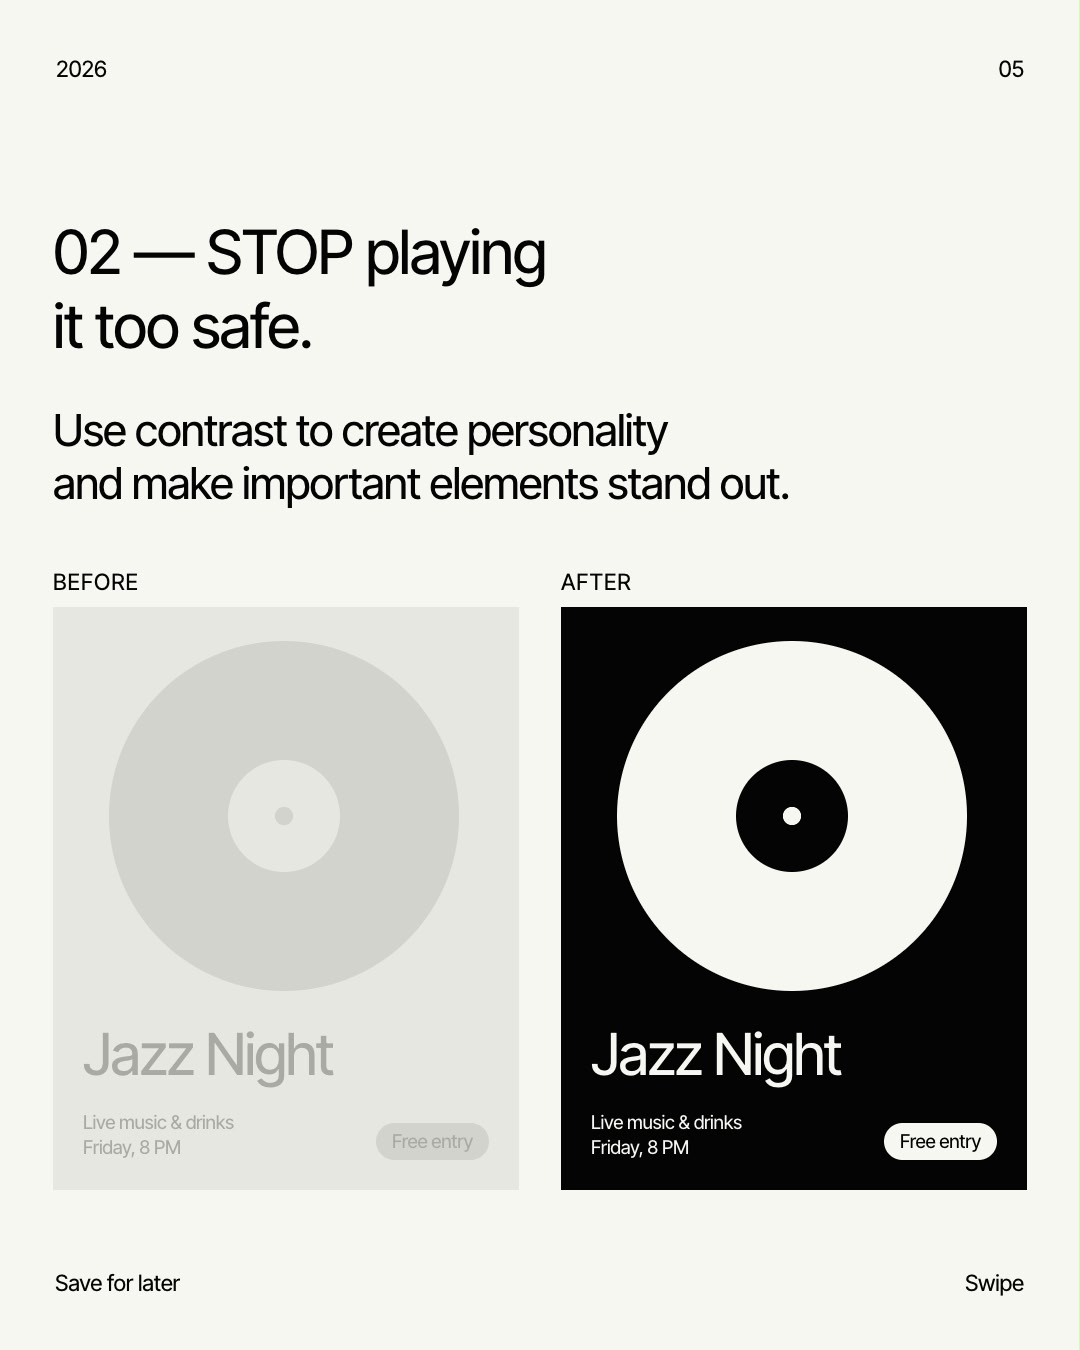 2026
05
02 — STOP playing
it too safe.
Use contrast to create personality
and make important elements stand out.
BEFORE
Jazz Night
Live music & drinks
Friday, 8 PM
Free entry
AFTER
Jazz Night
Live music & drinks
Friday, 8 PM
Free entry
Save for later
Swipe